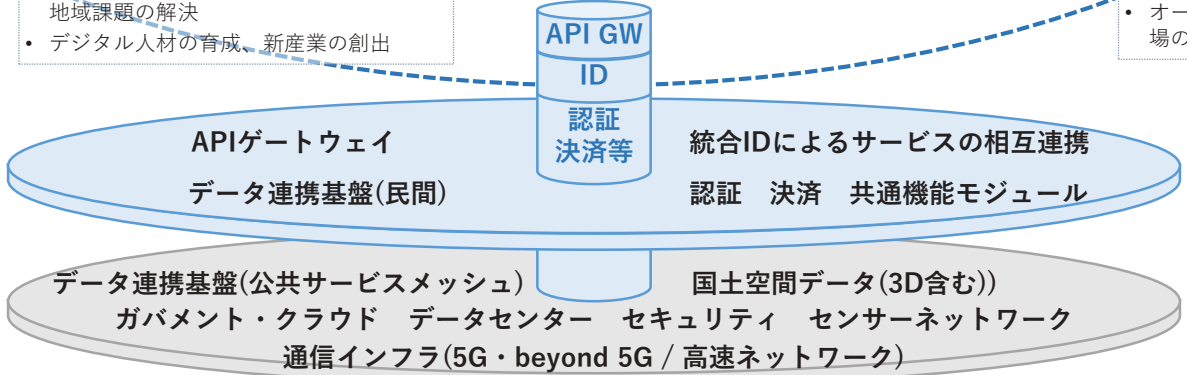 地域課題の解決
• デジタル人材の育成、新産業の創出
• オー
場の
API GW
ID
認証
決済等
APIゲートウェイ
統合IDによるサービスの相互連携
データ連携基盤(民間)
認証　決済　共通機能モジュール
データ連携基盤(公共サービスメッシュ)
国土空間データ(3D含む))
ガバメント・クラウド　データセンター　セキュリティ　センサーネットワーク
通信インフラ(5G・beyond 5G / 高速ネットワーク)